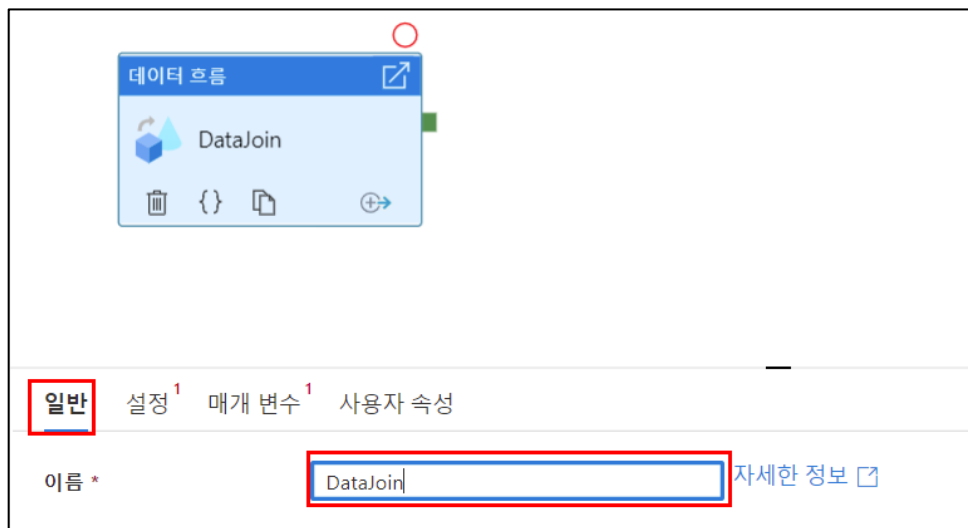 데이터 흐름
DataJoin
{}
일반 설정1 매개 변수1 사용자 속성
이름 * DataJoin 자세한 정보